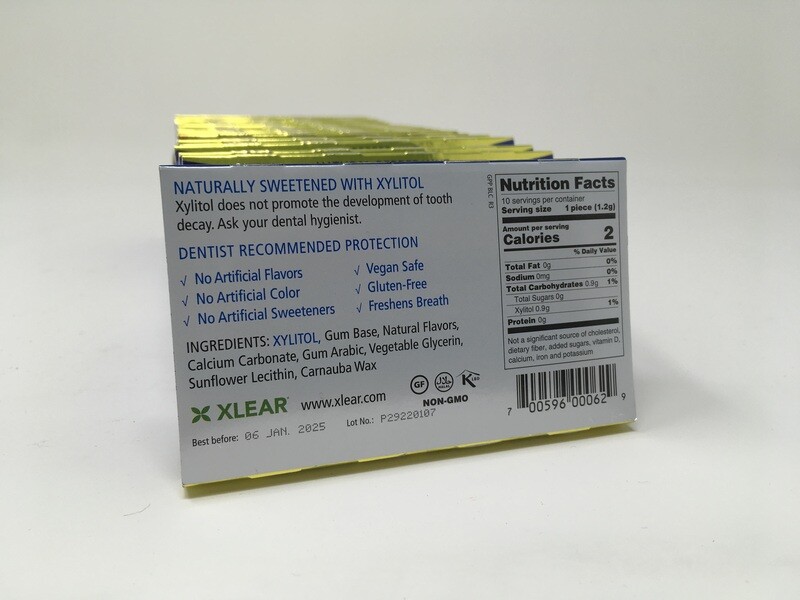 NATURALLY SWEETENED WITH XYLITOL
Xylitol does not promote the development of tooth
decay. Ask your dental hygienist.
DENTIST RECOMMENDED PROTECTION
√ No Artificial Flavors
√ No Artificial Color
√ No Artificial Sweeteners
√ Vegan Safe
√ Gluten-Free
√ Freshens Breath
INGREDIENTS: XYLITOL, Gum Base, Natural Flavors,
Calcium Carbonate, Gum Arabic, Vegetable Glycerin,
Sunflower Lecithin, Carnauba Wax
XLEAR® www.xlear.com
GF
K
NON-GMO
Best before: 06 JAN. 2025 Lot No.: P29220107
Nutrition Facts
10 servings per container
Serving size 1 piece (1.2g)
Amount per serving
Calories 2
% Daily Value
Total Fat 0g 0%
Sodium 0mg 0%
Total Carbohydrates 0.9g 1%
Total Sugars 0g
Xylitol 0.9g 1%
Protein 0g
Not a significant source of cholesterol,
dietary fiber, added sugars, vitamin D,
calcium, iron and potassium
7 00596 00062 9